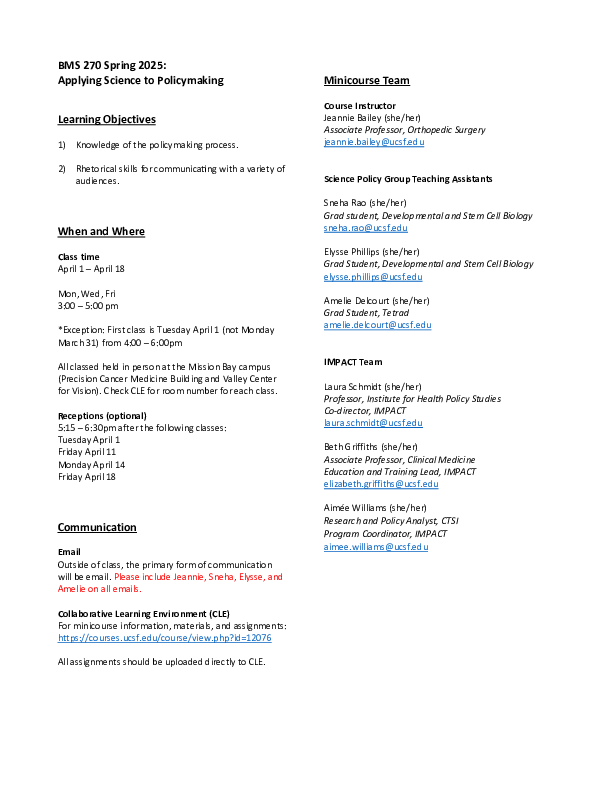 BMS 270 Spring 2025:
Applying Science to Policymaking
Learning Objectives
1) Knowledge of the policymaking process.
2) Rhetorical skills for communicating with a variety of
audiences.
When and Where
Class time
April 1 – April 18
Mon, Wed, Fri
3:00 – 5:00 pm
*Exception: First class is Tuesday April 1 (not Monday
March 31) from 4:00 – 6:00pm
All classed held in person at the Mission Bay campus
(Precision Cancer Medicine Building and Valley Center
for Vision). Check CLE for room number for each class.
Receptions (optional)
5:15 – 6:30pm after the following classes:
Tuesday April 1
Friday April 11
Monday April 14
Friday April 18
Communication
Email
Outside of class, the primary form of communication
will be email. Please include Jeannie, Sneha, Elysse, and
Amelie on all emails.
Collaborative Learning Environment (CLE)
For minicourse information, materials, and assignments:
https://courses.ucsf.edu/course/view.php?id=12076
All assignments should be uploaded directly to CLE.
Minicourse Team
Course Instructor
Jeannie Bailey (she/her)
Associate Professor, Orthopedic Surgery
jeannie.bailey@ucsf.edu
Science Policy Group Teaching Assistants
Sneha Rao (she/her)
Grad student, Developmental and Stem Cell Biology
sneha.rao@ucsf.edu
Elysse Phillips (she/her)
Grad Student, Developmental and Stem Cell Biology
elysse.phillips@ucsf.edu
Amelie Delcourt (she/her)
Grad Student, Tetrad
amelie.delcourt@ucsf.edu
IMPACT Team
Laura Schmidt (she/her)
Professor, Institute for Health Policy Studies
Co-director, IMPACT
laura.schmidt@ucsf.edu
Beth Griffiths (she/her)
Associate Professor, Clinical Medicine
Education and Training Lead, IMPACT
elizabeth.griffiths@ucsf.edu
Aimée Williams (she/her)
Research and Policy Analyst, CTSI
Program Coordinator, IMPACT
aimee.williams@ucsf.edu